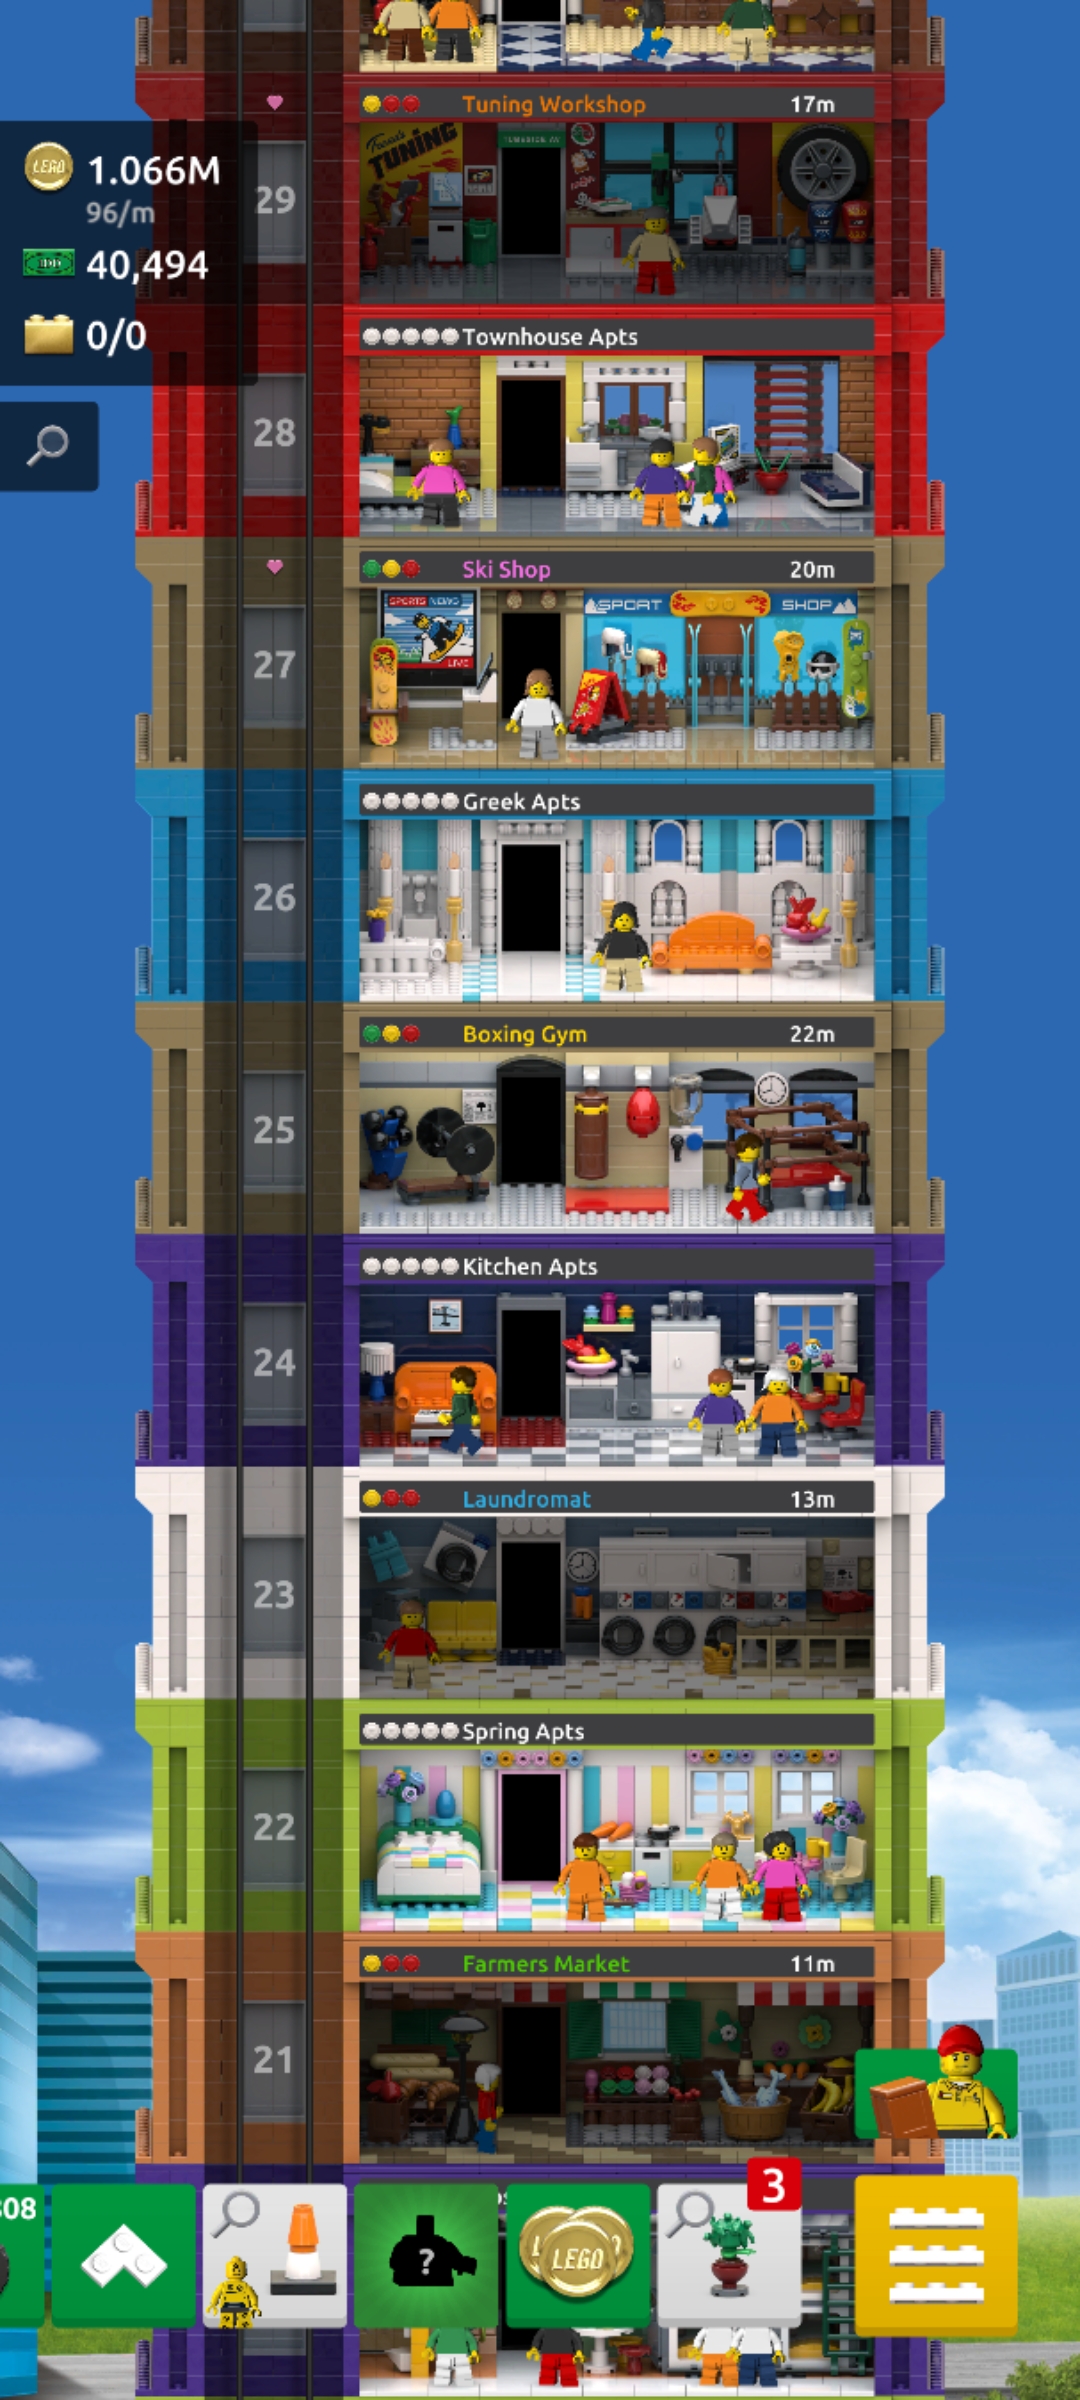 Tuning Workshop 17m
TUNING
29
LEGO 1.066M
96/m
40,494
0/0
Townhouse Apts
28
Ski Shop 20m
SPORTS NEWS
LIVE
SPORT SHOP
27
Greek Apts
26
Boxing Gym 22m
25
Kitchen Apts
24
Laundromat 13m
23
Spring Apts
22
Farmers Market 11m
21
3
?
LEGO